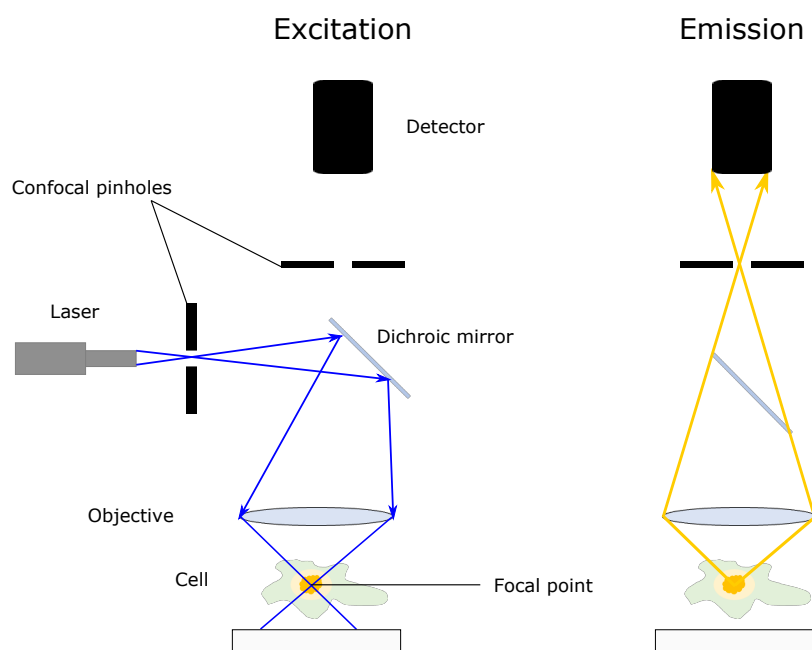 Excitation
Emission
Detector
Confocal pinholes
Laser
Dichroic mirror
Objective
Cell
Focal point